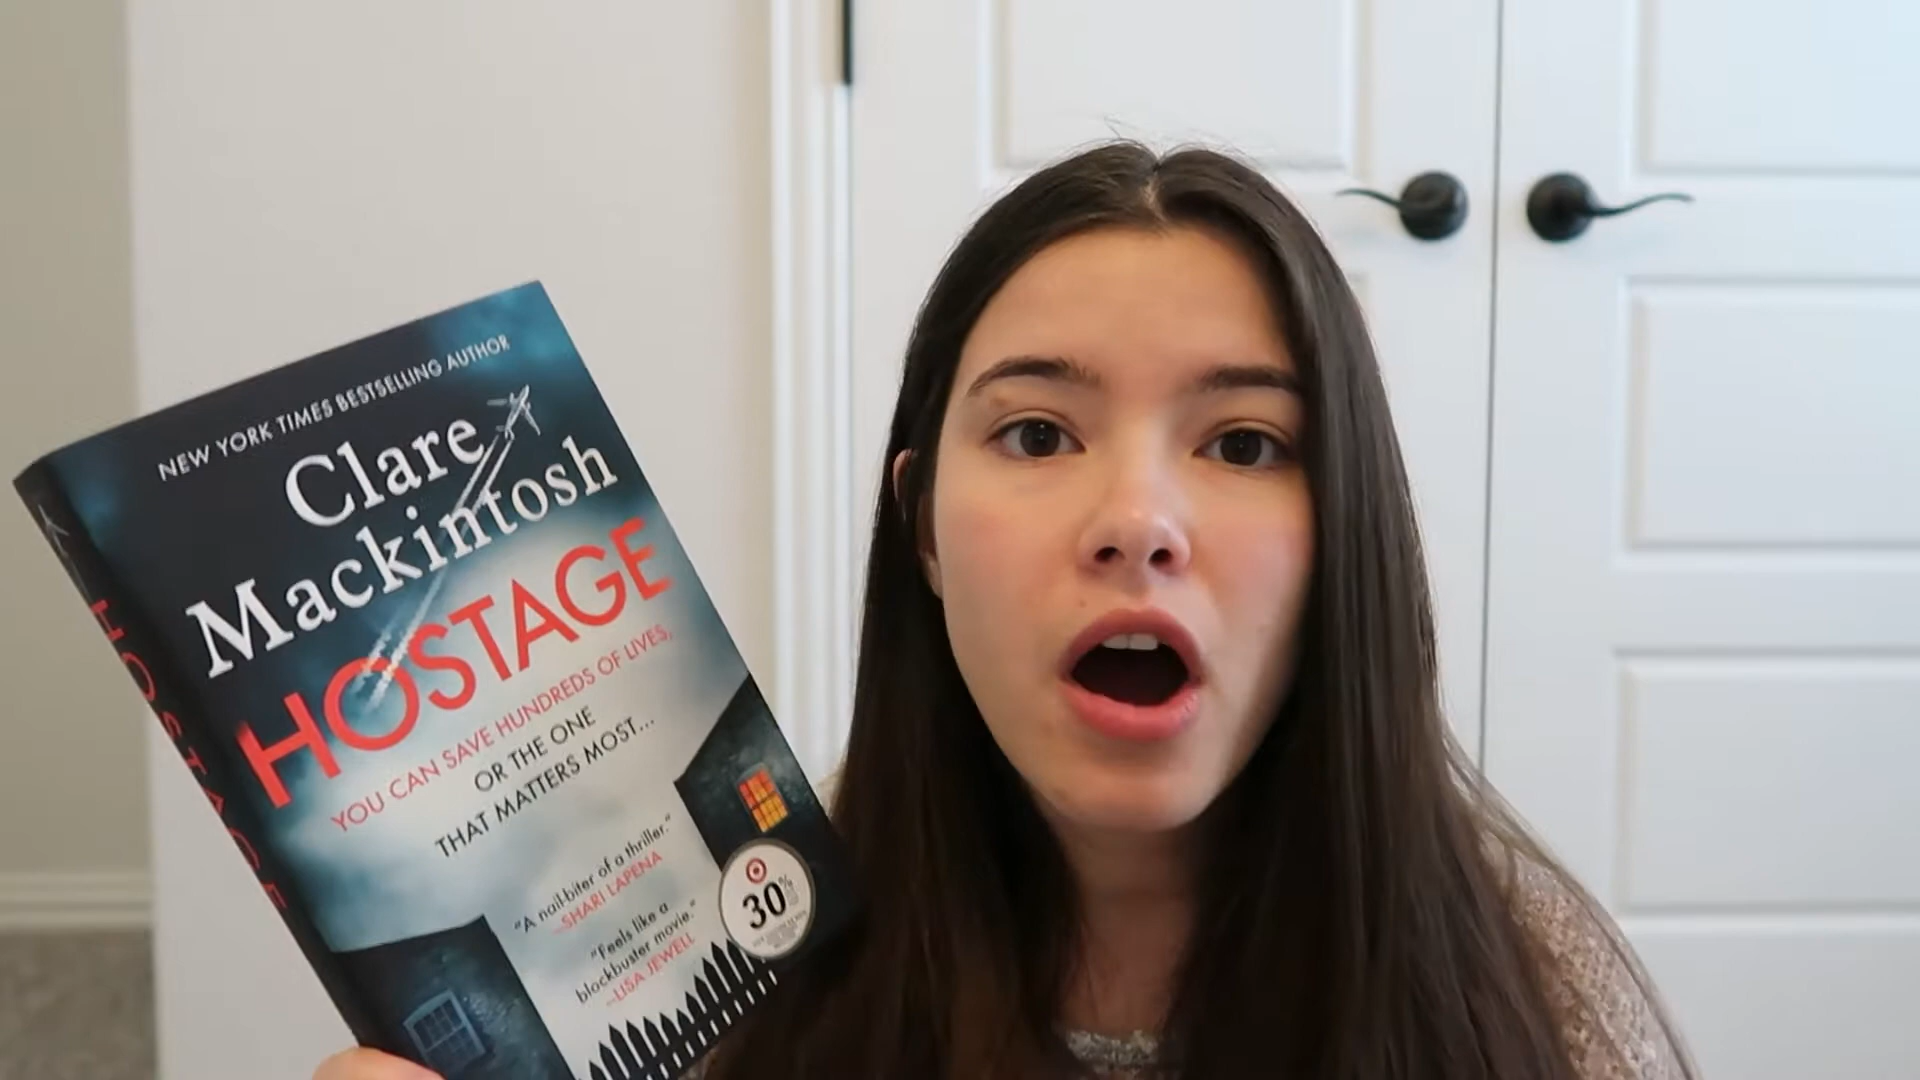 NEW YORK TIMES BESTSELLING AUTHOR
Clare
Mackintosh
HOSTAGE
YOU CAN SAVE HUNDREDS OF LIVES,
OR THE ONE
THAT MATTERS MOST...
"A nail-biter of a thriller."
—SHARI LAPENA
"Feels like a
blockbuster movie."
—LISA JEWELL
30%
HOSTAGE